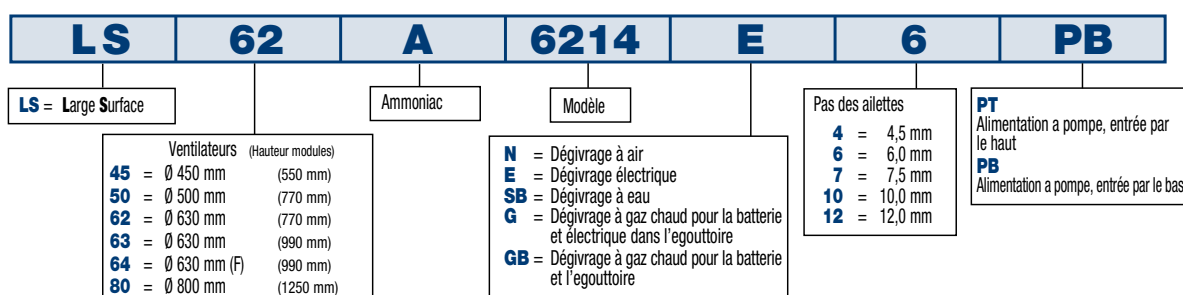 LS 62 A 6214 E 6 PB
LS = Large Surface
Ammoniac
Modèle
Ventilateurs (Hauteur modules)
45 = Ø 450 mm (550 mm)
50 = Ø 500 mm (770 mm)
62 = Ø 630 mm (770 mm)
63 = Ø 630 mm (990 mm)
64 = Ø 630 mm (F) (990 mm)
80 = Ø 800 mm (1250 mm)
N = Dégivrage à air
E = Dégivrage électrique
SB = Dégivrage à eau
G = Dégivrage à gaz chaud pour la batterie
et électrique dans l'egouttoire
GB = Dégivrage à gaz chaud pour la batterie
et l'egouttoire
Pas des ailettes
4 = 4,5 mm
6 = 6,0 mm
7 = 7,5 mm
10 = 10,0 mm
12 = 12,0 mm
PT
Alimentation a pompe, entrée par
le haut
PB
Alimentation a pompe, entrée par le bas